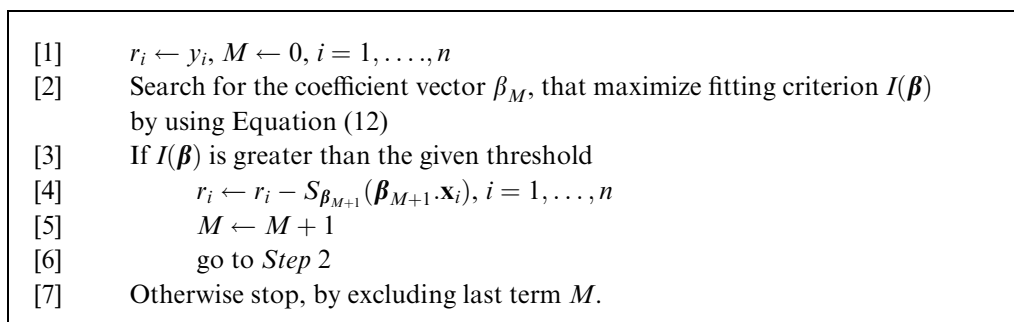 [1] r_i ← y_i, M ← 0, i = 1, . . . ., n
[2] Search for the coefficient vector β_M, that maximize fitting criterion I(β)
by using Equation (12)
[3] If I(β) is greater than the given threshold
[4] r_i ← r_i − S_{β_{M+1}}(β_{M+1}.x_i), i = 1, . . . , n
[5] M ← M + 1
[6] go to Step 2
[7] Otherwise stop, by excluding last term M.